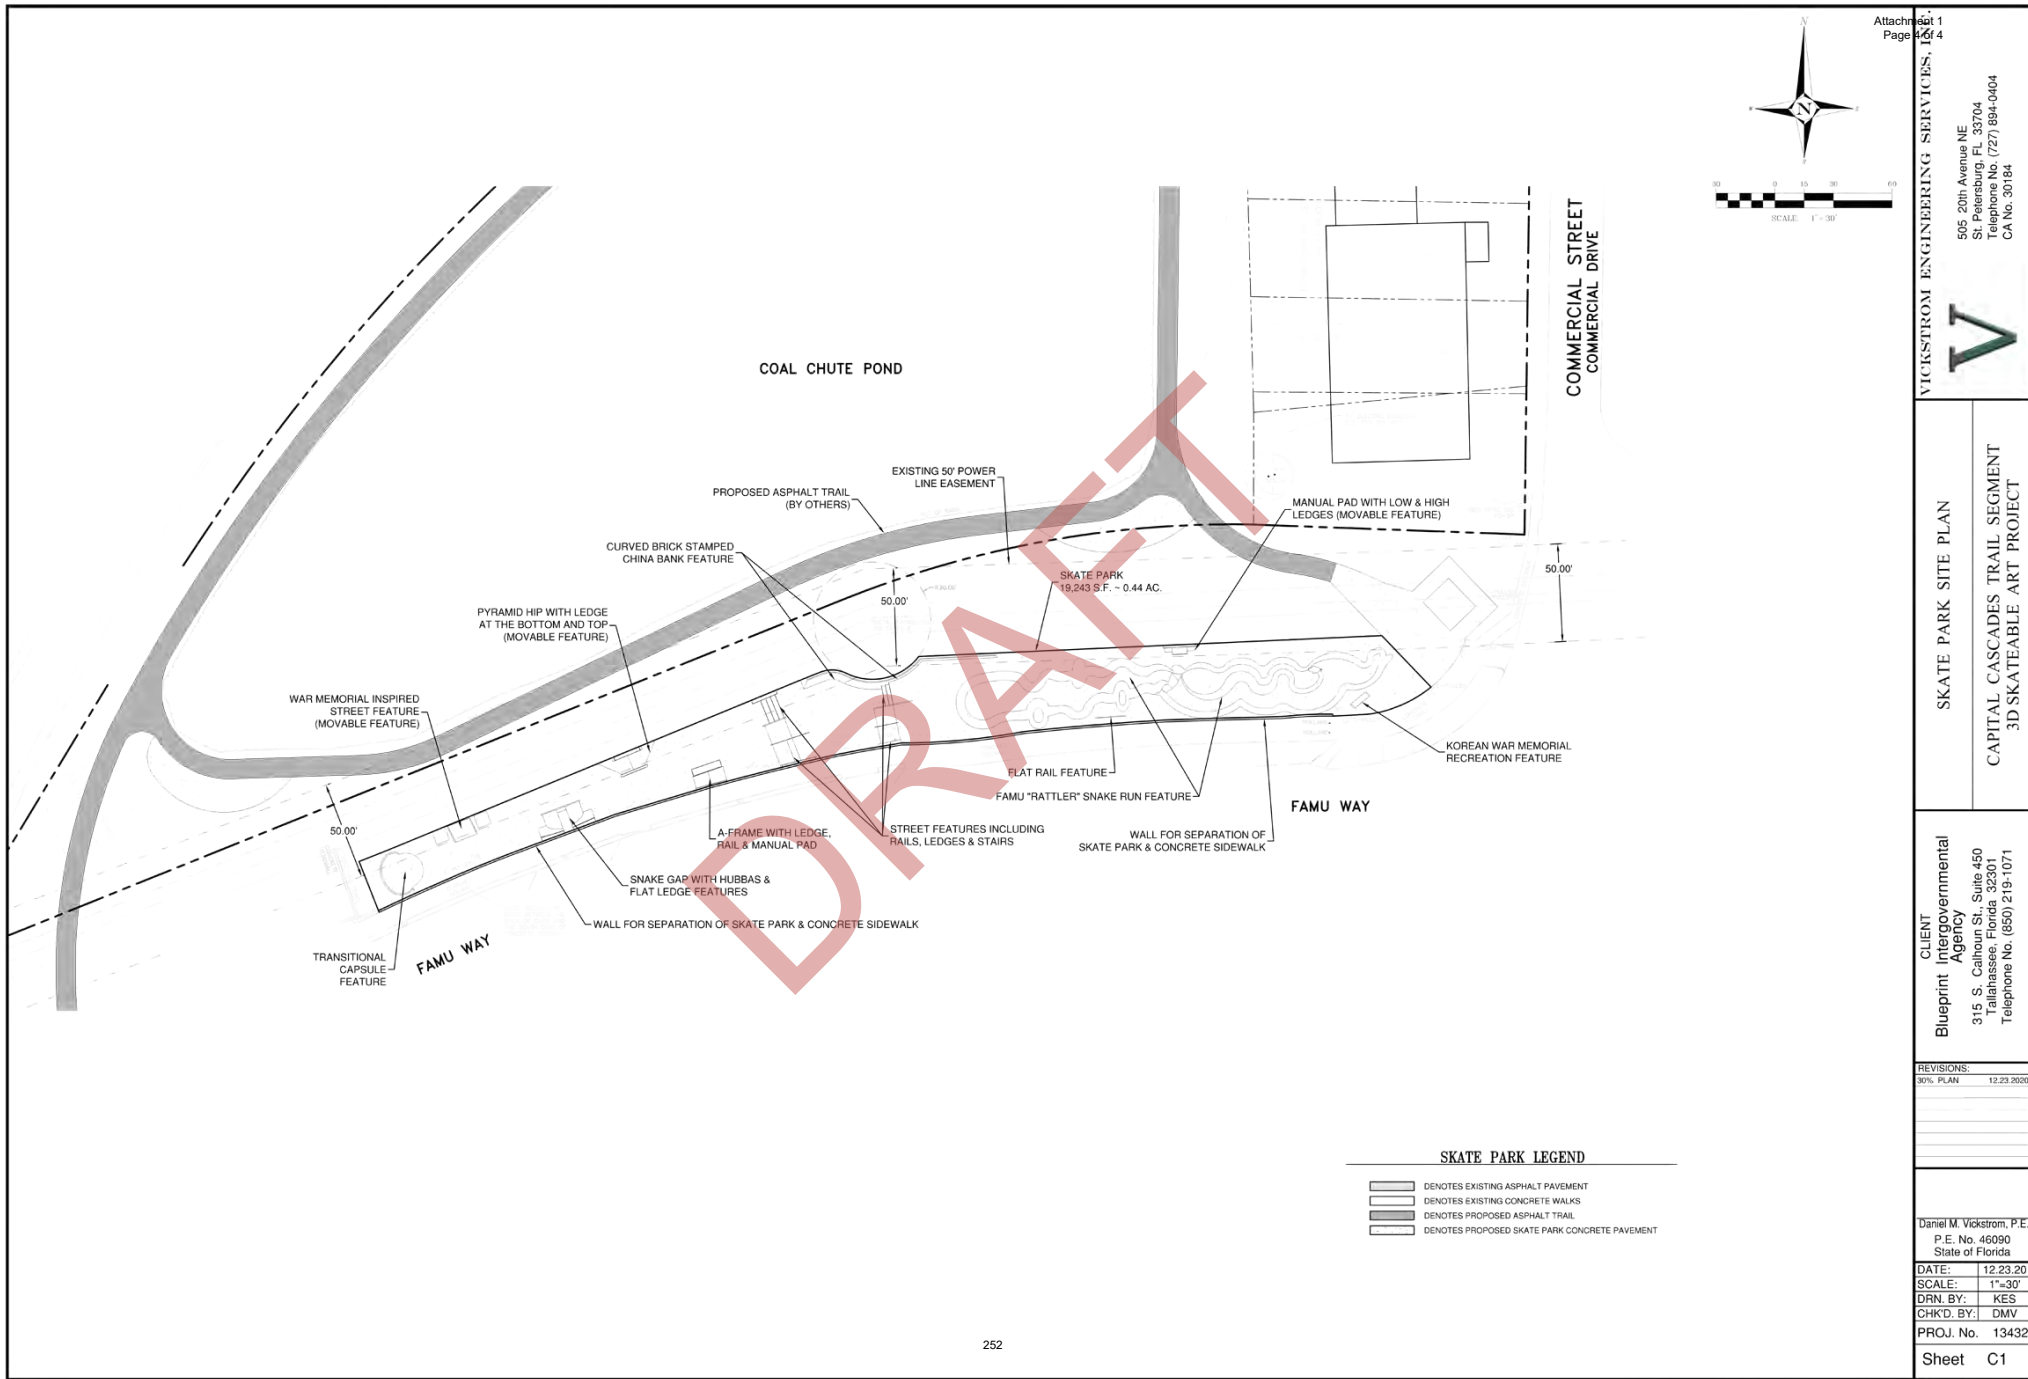 Attachment 1
Page 4 of 4
N
N
30 0 15 30 60
SCALE: 1"=30'
COAL CHUTE POND
COMMERCIAL STREET
COMMERCIAL DRIVE
EXISTING 50' POWER
LINE EASEMENT
PROPOSED ASPHALT TRAIL
(BY OTHERS)
MANUAL PAD WITH LOW & HIGH
LEDGES (MOVABLE FEATURE)
CURVED BRICK STAMPED
CHINA BANK FEATURE
SKATE PARK
19,243 S.F. ~ 0.44 AC.
50.00'
50.00'
PYRAMID HIP WITH LEDGE
AT THE BOTTOM AND TOP
(MOVABLE FEATURE)
WAR MEMORIAL INSPIRED
STREET FEATURE
(MOVABLE FEATURE)
50.00'
KOREAN WAR MEMORIAL
RECREATION FEATURE
FLAT RAIL FEATURE
FAMU "RATTLER" SNAKE RUN FEATURE
FAMU WAY
A-FRAME WITH LEDGE,
RAIL & MANUAL PAD
STREET FEATURES INCLUDING
RAILS, LEDGES & STAIRS
WALL FOR SEPARATION OF
SKATE PARK & CONCRETE SIDEWALK
SNAKE GAP WITH HUBBAS &
FLAT LEDGE FEATURES
WALL FOR SEPARATION OF SKATE PARK & CONCRETE SIDEWALK
TRANSITIONAL
CAPSULE
FEATURE
FAMU WAY
DRAFT
SKATE PARK LEGEND
DENOTES EXISTING ASPHALT PAVEMENT
DENOTES EXISTING CONCRETE WALKS
DENOTES PROPOSED ASPHALT TRAIL
DENOTES PROPOSED SKATE PARK CONCRETE PAVEMENT
252
VICKSTROM ENGINEERING SERVICES, INC.
505 20th Avenue NE
St. Petersburg, FL 33704
Telephone No. (727) 894-0404
CA No. 30184
V
SKATE PARK SITE PLAN
CAPITAL CASCADES TRAIL SEGMENT
3D SKATEABLE ART PROJECT
CLIENT
Blueprint Intergovernmental
Agency
315 S. Calhoun St., Suite 450
Tallahassee, Florida 32301
Telephone No. (850) 219-1071
REVISIONS:
30% PLAN 12.23.2020
Daniel M. Vickstrom, P.E.
P.E. No. 46090
State of Florida
DATE: 12.23.20
SCALE: 1"=30'
DRN. BY: KES
CHK'D. BY: DMV
PROJ. No. 13432
Sheet C1